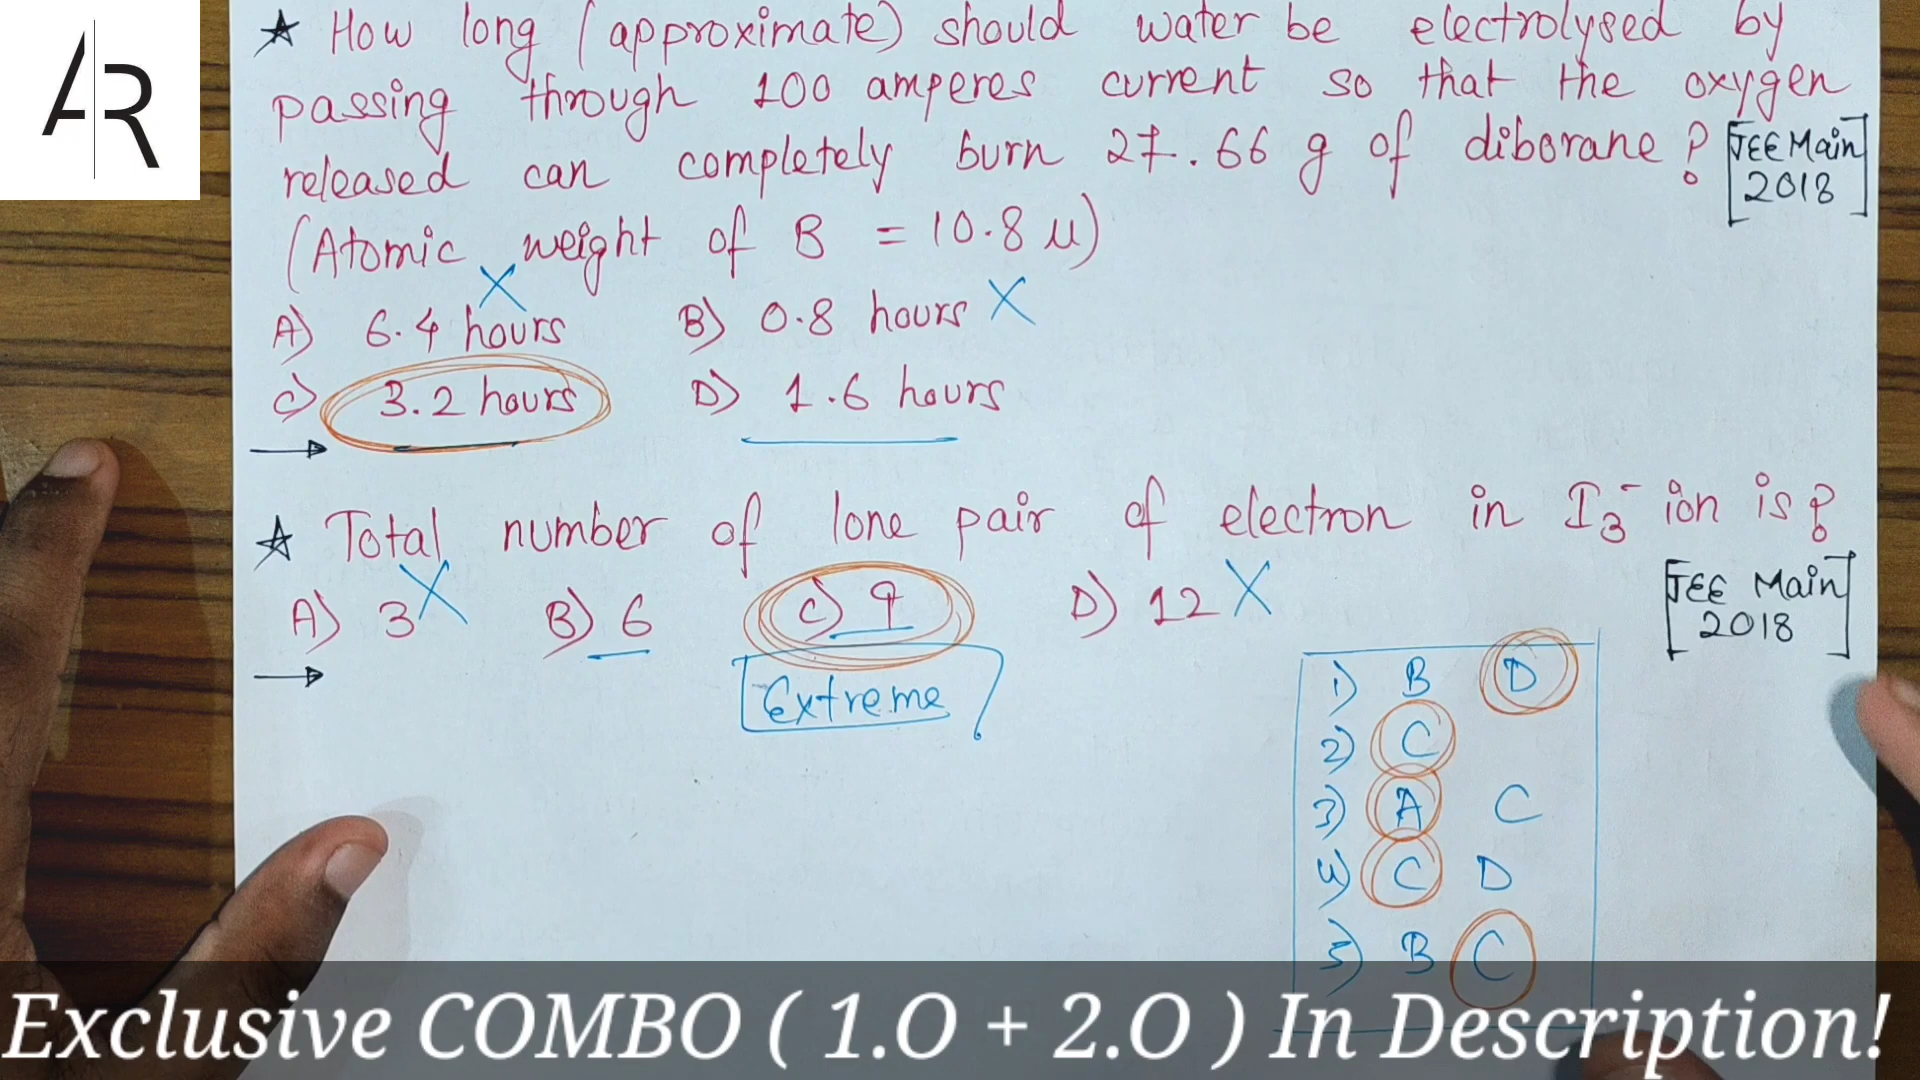 AR
★ How long (approximate) should water be electrolysed by
passing through 100 amperes current so that the oxygen
released can completely burn 27.66 g of diborane?
[JEE Main
2018]
(Atomic weight of B = 10.8 u)
A) 6.4 hours X B) 0.8 hours X
C) 3.2 hours D) 1.6 hours
→
★ Total number of lone pair of electron in I3⁻ ion is?
A) 3 X B) 6 C) 9 D) 12 X
[JEE Main
2018]
→
Extreme
1) B D
2) C
3) A C
4) C D
5) B C
Exclusive COMBO ( 1.O + 2.O ) In Description!